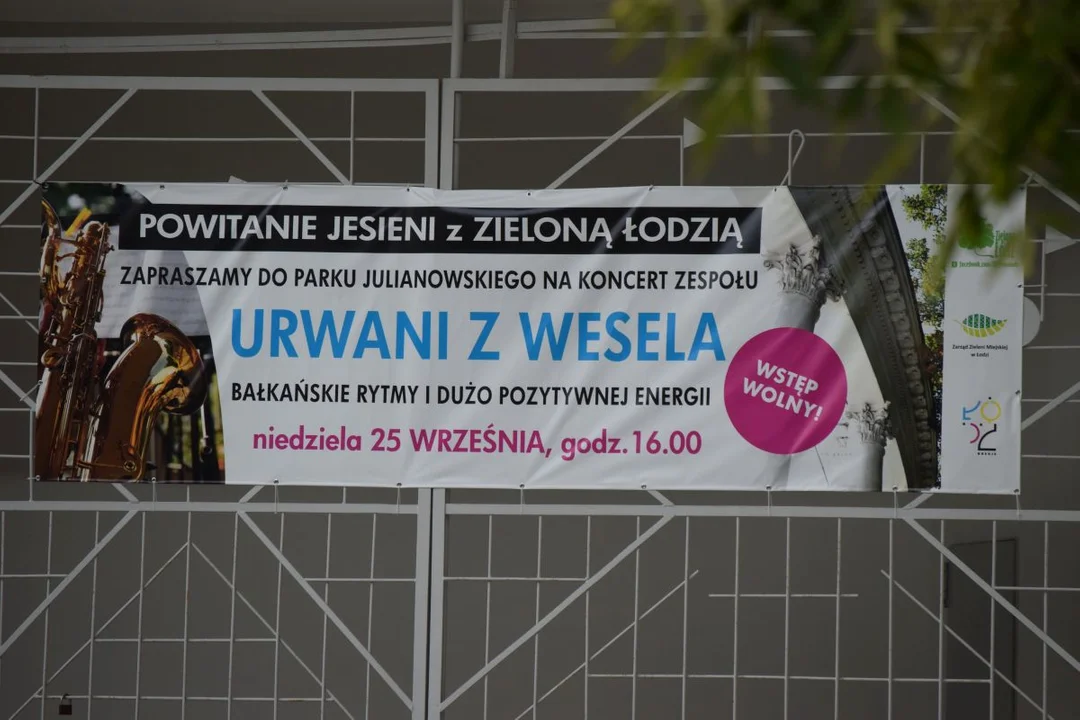 POWITANIE JESIENI z ZIELONĄ ŁODZIĄ
ZAPRASZAMY DO PARKU JULIANOWSKIEGO NA KONCERT ZESPOŁU
URWANI Z WESELA
BAŁKAŃSKIE RYTMY I DUŻO POZYTYWNEJ ENERGII
niedziela 25 WRZEŚNIA, godz.16.00
WSTĘP
WOLNY!
Zarząd Zieleni Miejskiej
w Łodzi